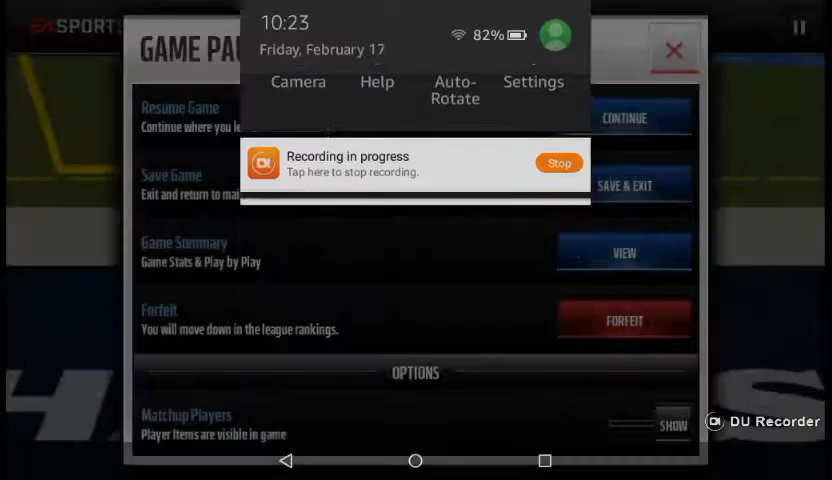 10:23
82%
Friday, February 17
Camera
Help
Auto-
Rotate
Settings
Recording in progress
Tap here to stop recording.
Stop
EA SPORTS
GAME PAU
Resume Game
Continue where you le
CONTINUE
Save Game
Exit and return to mai
SAVE & EXIT
Game Summary
Game Stats & Play by Play
VIEW
Forfeit
You will move down in the league rankings.
FORFEIT
OPTIONS
Matchup Players
Player Items are visible in game
SHOW
DU Recorder